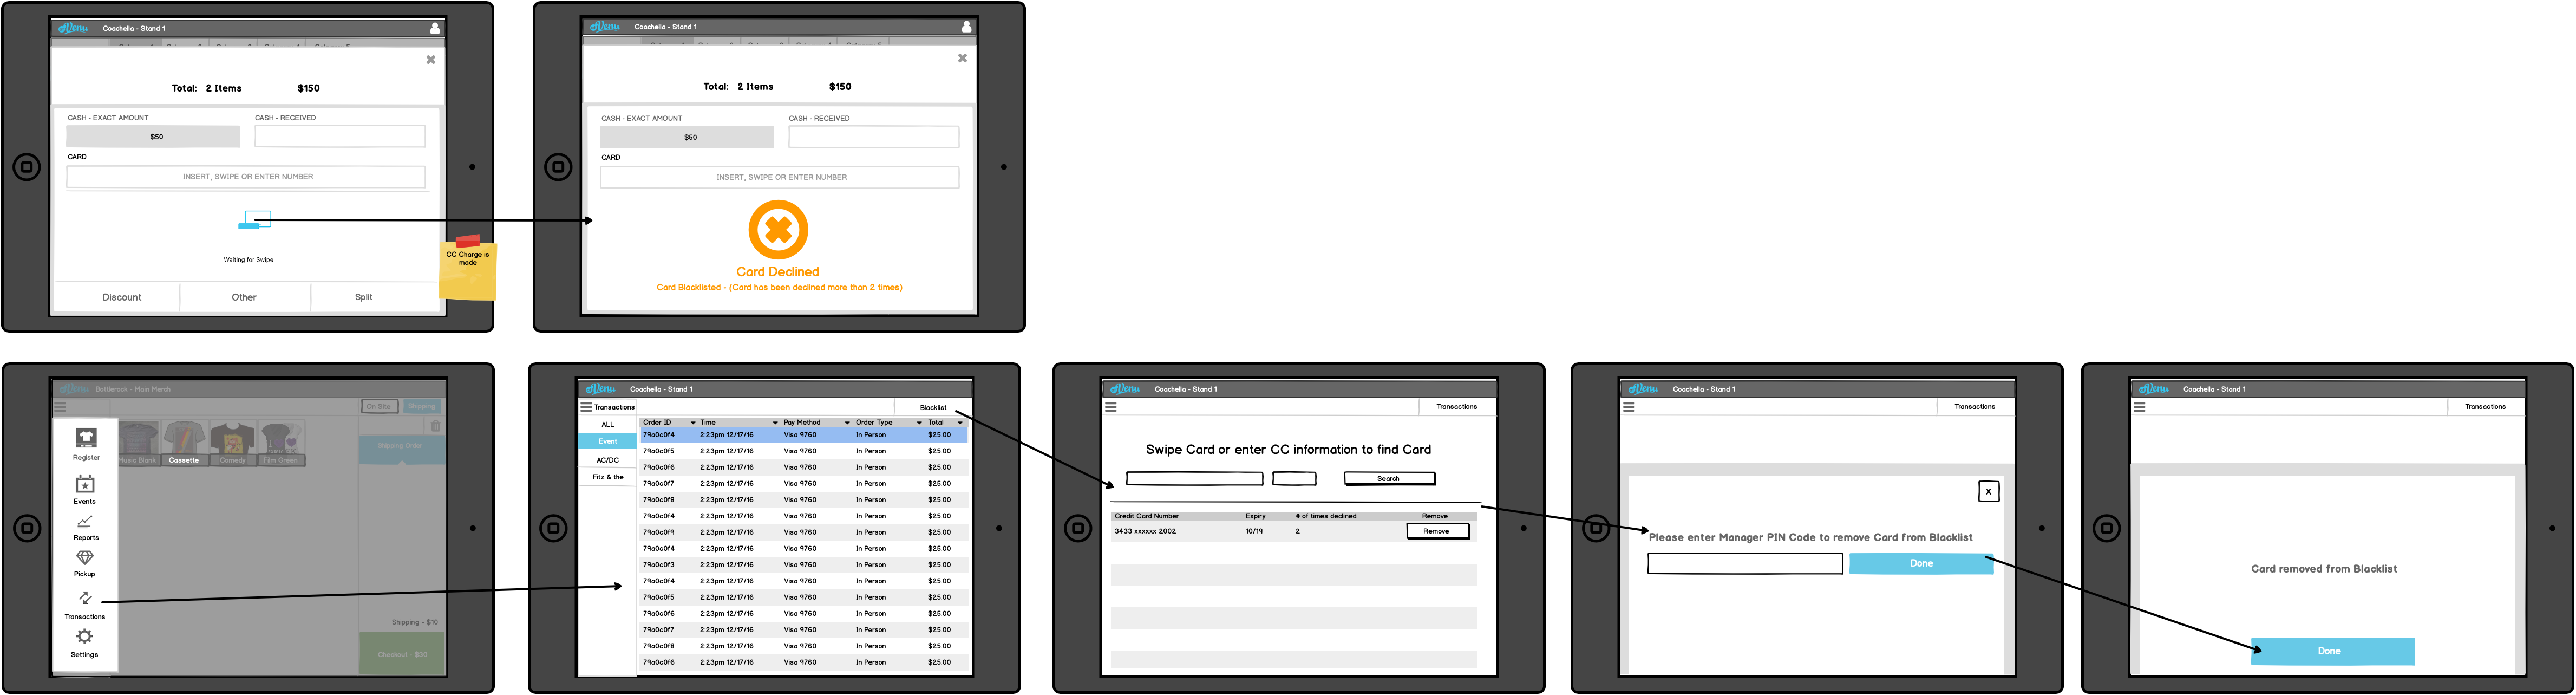 aVenu Coachella - Stand 1
Total: 2 Items $150
CASH - EXACT AMOUNT CASH - RECEIVED
$50
CARD
INSERT, SWIPE OR ENTER NUMBER
Waiting for Swipe
Discount Other Split
CC Charge is
made
aVenu Coachella - Stand 1
Total: 2 Items $150
CASH - EXACT AMOUNT CASH - RECEIVED
$50
CARD
INSERT, SWIPE OR ENTER NUMBER
Card Declined
Card Blacklisted - (Card has been declined more than 2 times)
aVenu Bottlerook - Main Merch
On Site Shipping
Register
Events
Reports
Pickup
Transactions
Settings
Music Blank Cassette Comedy Film Green
Shipping Order
Shipping - $10
Checkout - $30
aVenu Coachella - Stand 1
Transactions Blacklist
ALL
Event
AC/DC
Fitz & the
Order ID Time Pay Method Order Type Total
79a0c0f4 2:23pm 12/17/16 Visa 9760 In Person $25.00
79a0c0f5 2:23pm 12/17/16 Visa 9760 In Person $25.00
79a0c0f6 2:23pm 12/17/16 Visa 9760 In Person $25.00
79a0c0f7 2:23pm 12/17/16 Visa 9760 In Person $25.00
79a0c0f8 2:23pm 12/17/16 Visa 9760 In Person $25.00
79a0c0f4 2:23pm 12/17/16 Visa 9760 In Person $25.00
79a0c0f9 2:23pm 12/17/16 Visa 9760 In Person $25.00
79a0c0f4 2:23pm 12/17/16 Visa 9760 In Person $25.00
79a0c0f3 2:23pm 12/17/16 Visa 9760 In Person $25.00
79a0c0f4 2:23pm 12/17/16 Visa 9760 In Person $25.00
79a0c0f5 2:23pm 12/17/16 Visa 9760 In Person $25.00
79a0c0f6 2:23pm 12/17/16 Visa 9760 In Person $25.00
79a0c0f7 2:23pm 12/17/16 Visa 9760 In Person $25.00
79a0c0f8 2:23pm 12/17/16 Visa 9760 In Person $25.00
79a0c0f6 2:23pm 12/17/16 Visa 9760 In Person $25.00
aVenu Coachella - Stand 1
Transactions
Swipe Card or enter CC information to find Card
Search
Credit Card Number Expiry # of times declined Remove
3433 xxxxxx 2002 10/19 2 Remove
aVenu Coachella - Stand 1
Transactions
X
Please enter Manager PIN Code to remove Card from Blacklist
Done
aVenu Coachella - Stand 1
Transactions
Card removed from Blacklist
Done